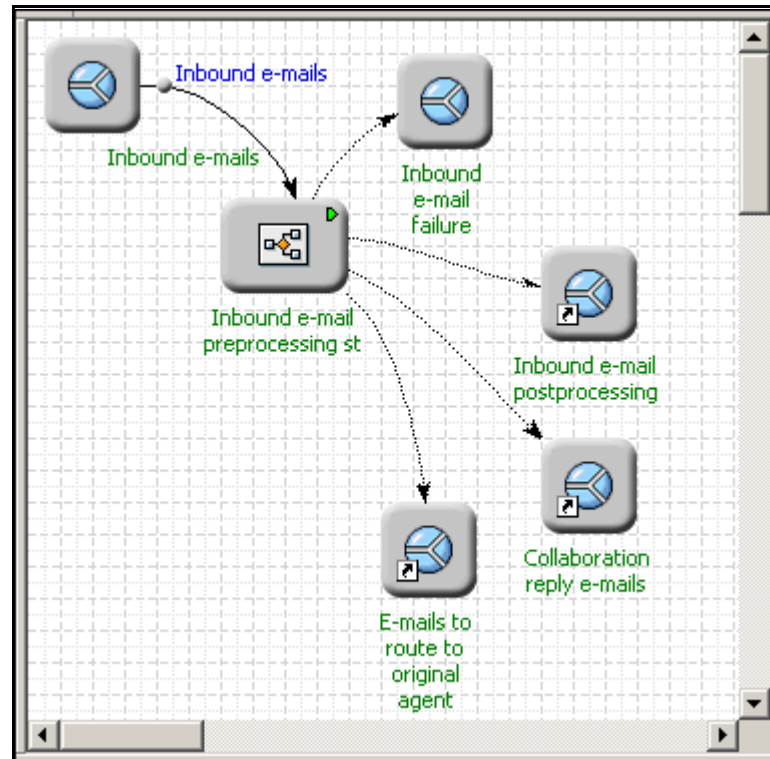 Inbound e-mails
Inbound e-mails
Inbound
e-mail
failure
Inbound e-mail
preprocessing st
Inbound e-mail
postprocessing
Collaboration
reply e-mails
E-mails to
route to
original
agent